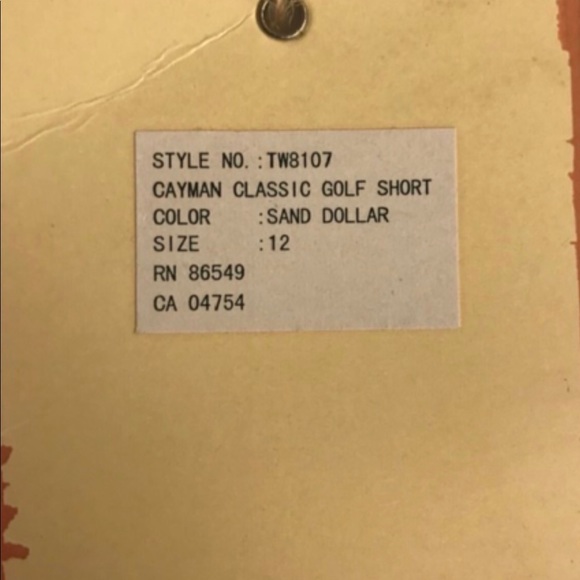 STYLE NO.:TW8107
CAYMAN CLASSIC GOLF SHORT
COLOR :SAND DOLLAR
SIZE :12
RN 86549
CA 04754